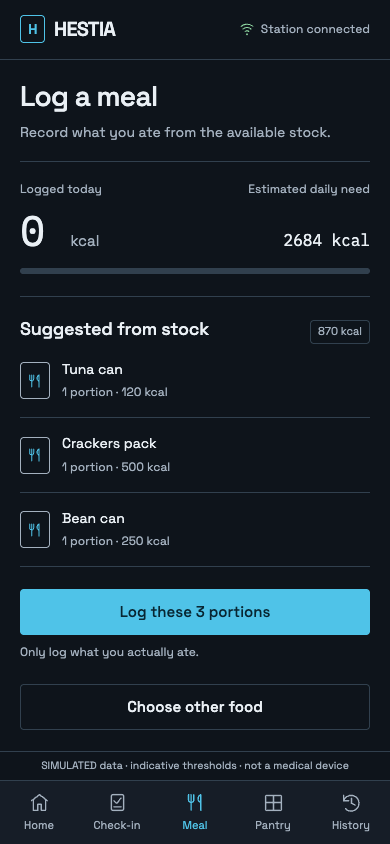 H HESTIA
Station connected
Log a meal
Record what you ate from the available stock.
Logged today
Estimated daily need
0 kcal
2684 kcal
Suggested from stock
870 kcal
Tuna can
1 portion · 120 kcal
Crackers pack
1 portion · 500 kcal
Bean can
1 portion · 250 kcal
Log these 3 portions
Only log what you actually ate.
Choose other food
SIMULATED data · indicative thresholds · not a medical device
Home
Check-in
Meal
Pantry
History